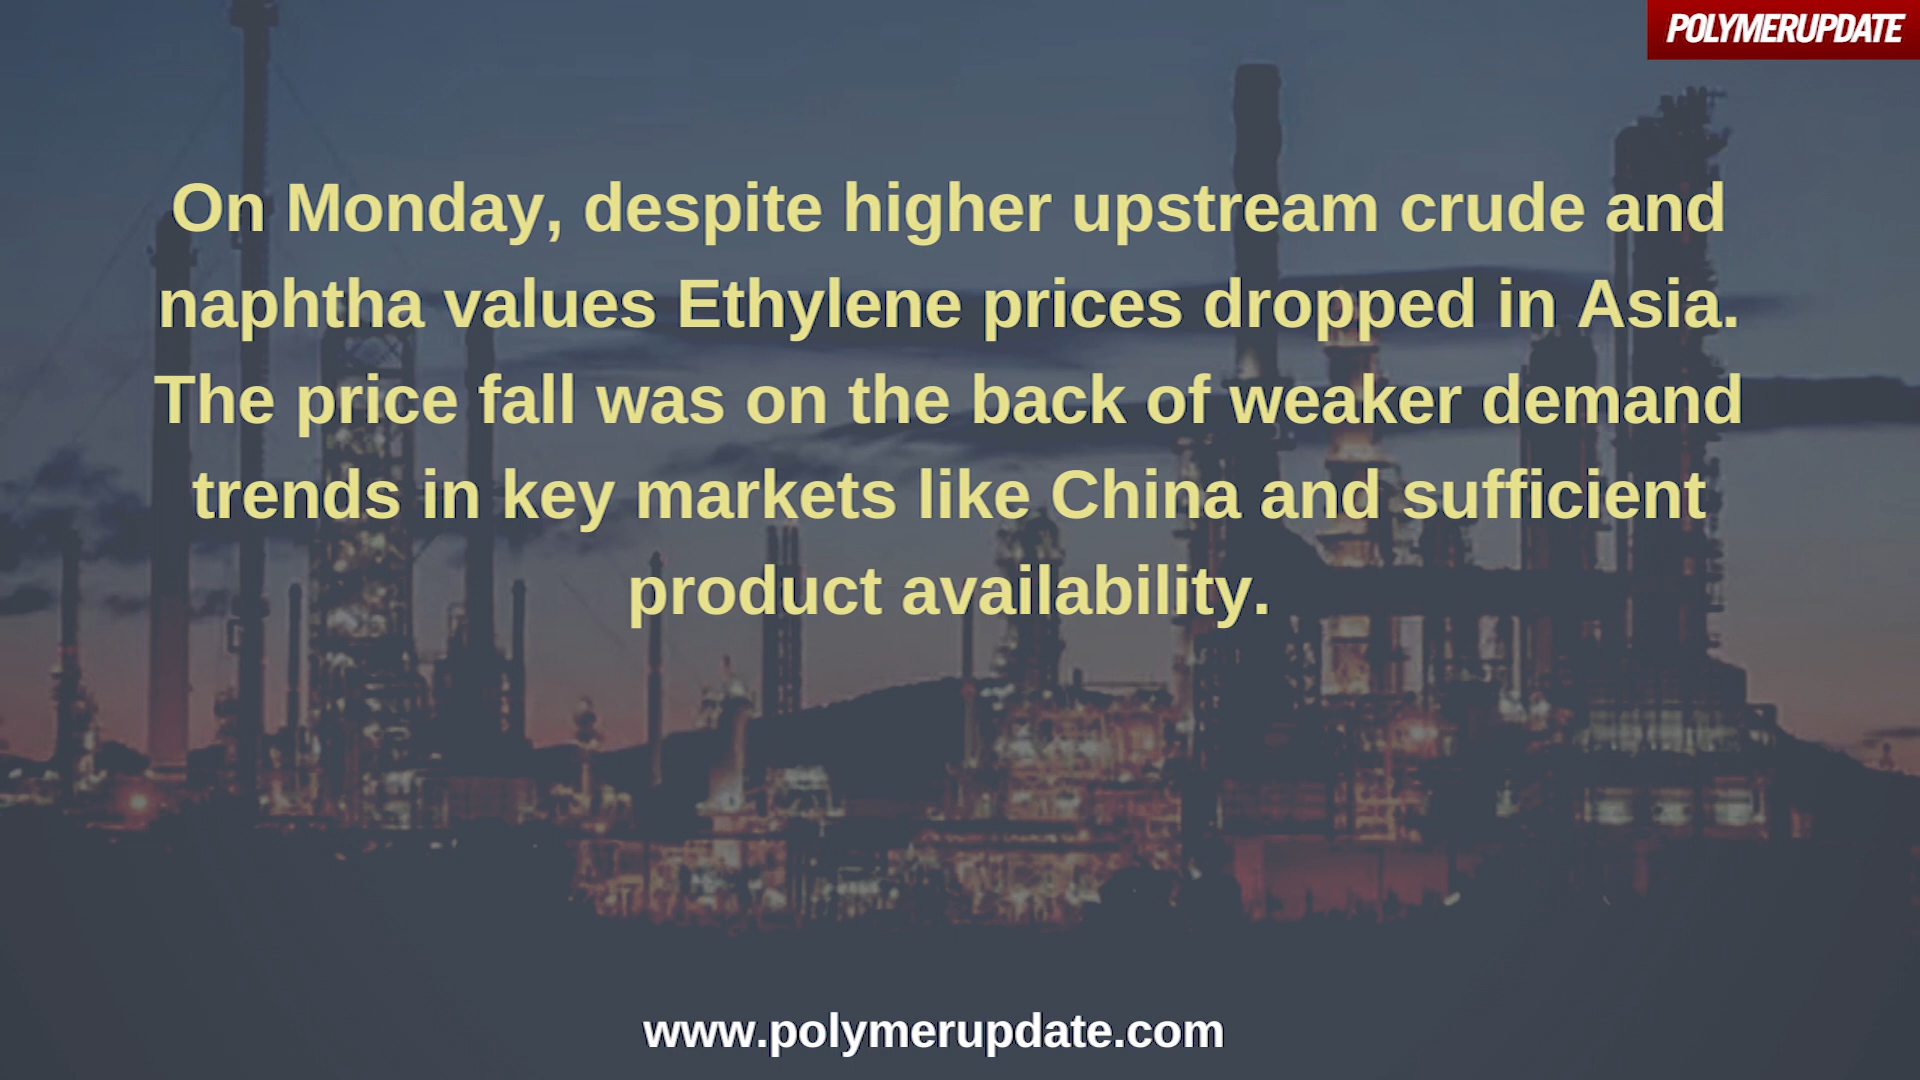 POLYMERUPDATE
On Monday, despite higher upstream crude and
naphtha values Ethylene prices dropped in Asia.
The price fall was on the back of weaker demand
trends in key markets like China and sufficient
product availability.
www.polymerupdate.com